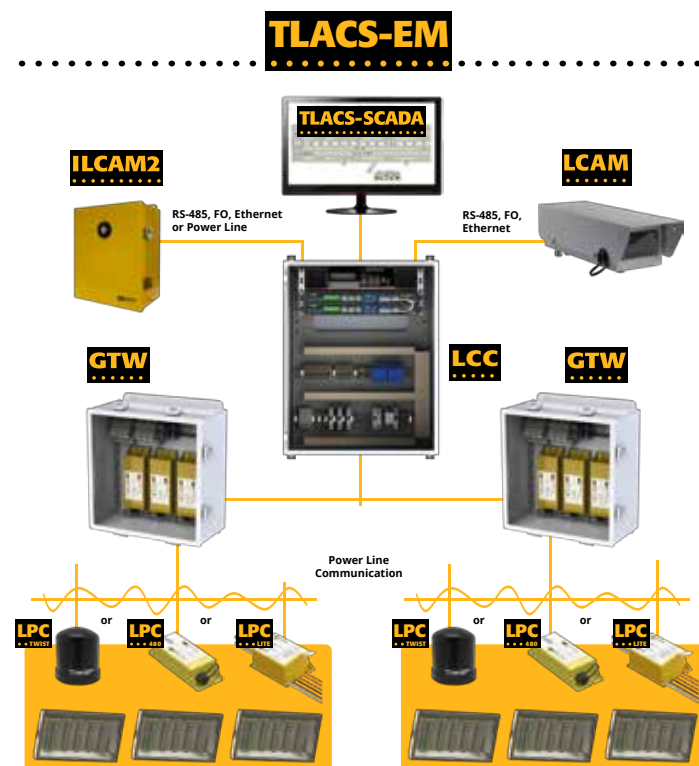 TLACS-EM
TLACS-SCADA
ILCAM2
LCAM
RS-485, FO, Ethernet
or Power Line
RS-485, FO,
Ethernet
GTW
LCC
GTW
Power Line
Communication
LPC
TWIST
or
LPC
480
or
LPC
LITE
LPC
TWIST
or
LPC
480
or
LPC
LITE